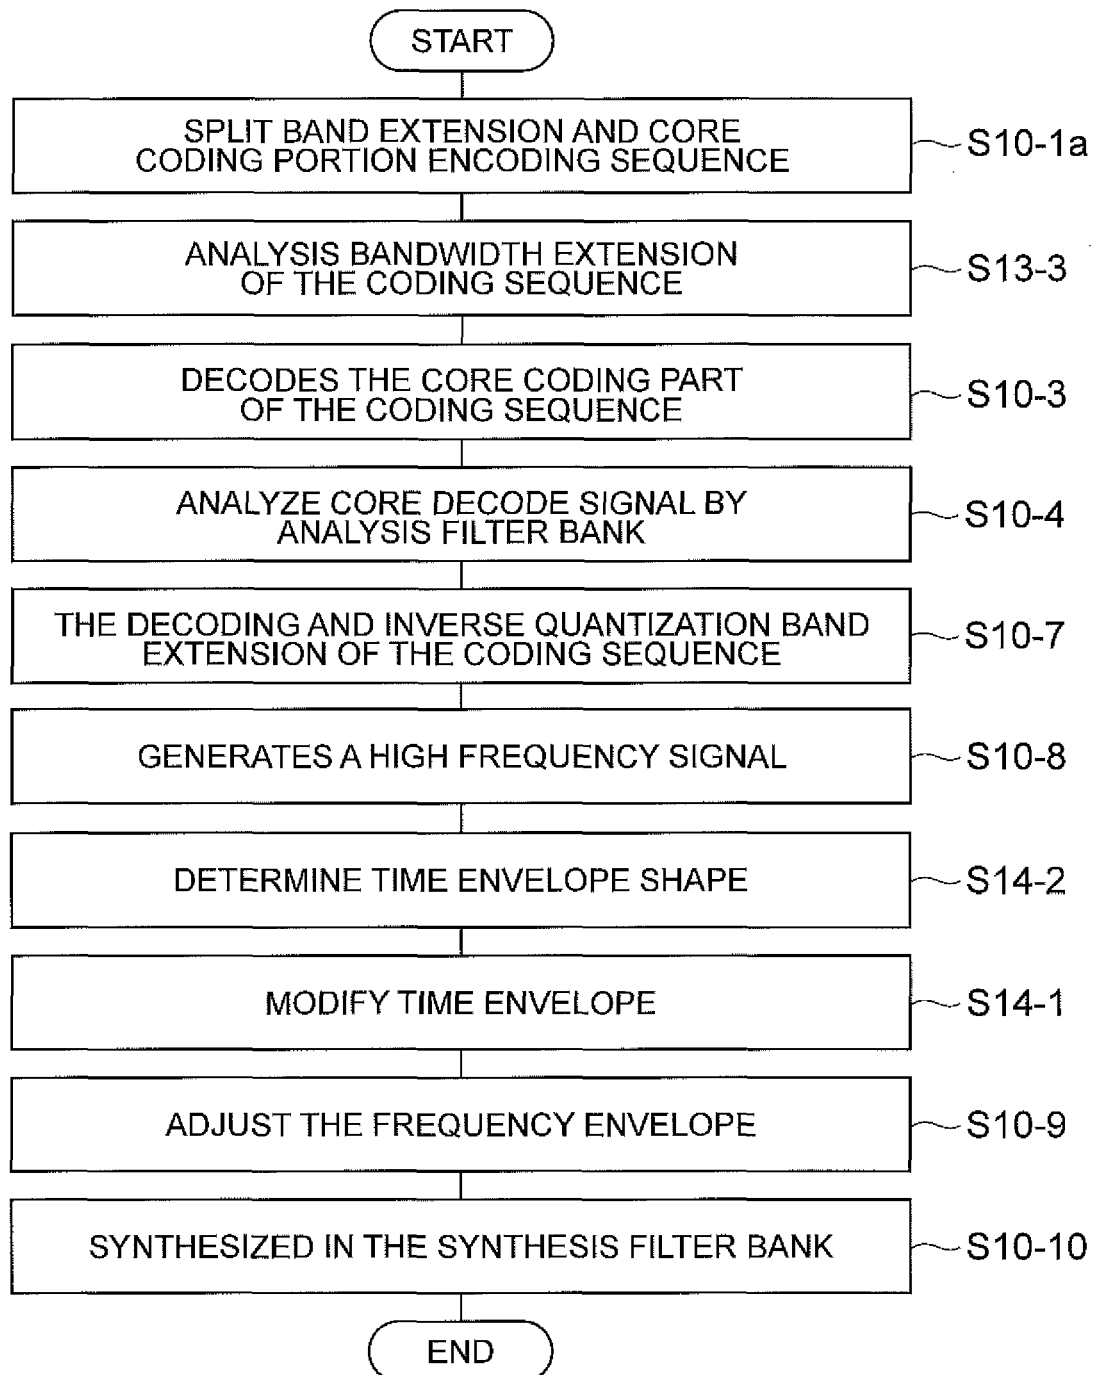 START
SPLIT BAND EXTENSION AND CORE
CODING PORTION ENCODING SEQUENCE
S10-1a
ANALYSIS BANDWIDTH EXTENSION
OF THE CODING SEQUENCE
S13-3
DECODES THE CORE CODING PART
OF THE CODING SEQUENCE
S10-3
ANALYZE CORE DECODE SIGNAL BY
ANALYSIS FILTER BANK
S10-4
THE DECODING AND INVERSE QUANTIZATION BAND
EXTENSION OF THE CODING SEQUENCE
S10-7
GENERATES A HIGH FREQUENCY SIGNAL
S10-8
DETERMINE TIME ENVELOPE SHAPE
S14-2
MODIFY TIME ENVELOPE
S14-1
ADJUST THE FREQUENCY ENVELOPE
S10-9
SYNTHESIZED IN THE SYNTHESIS FILTER BANK
S10-10
END